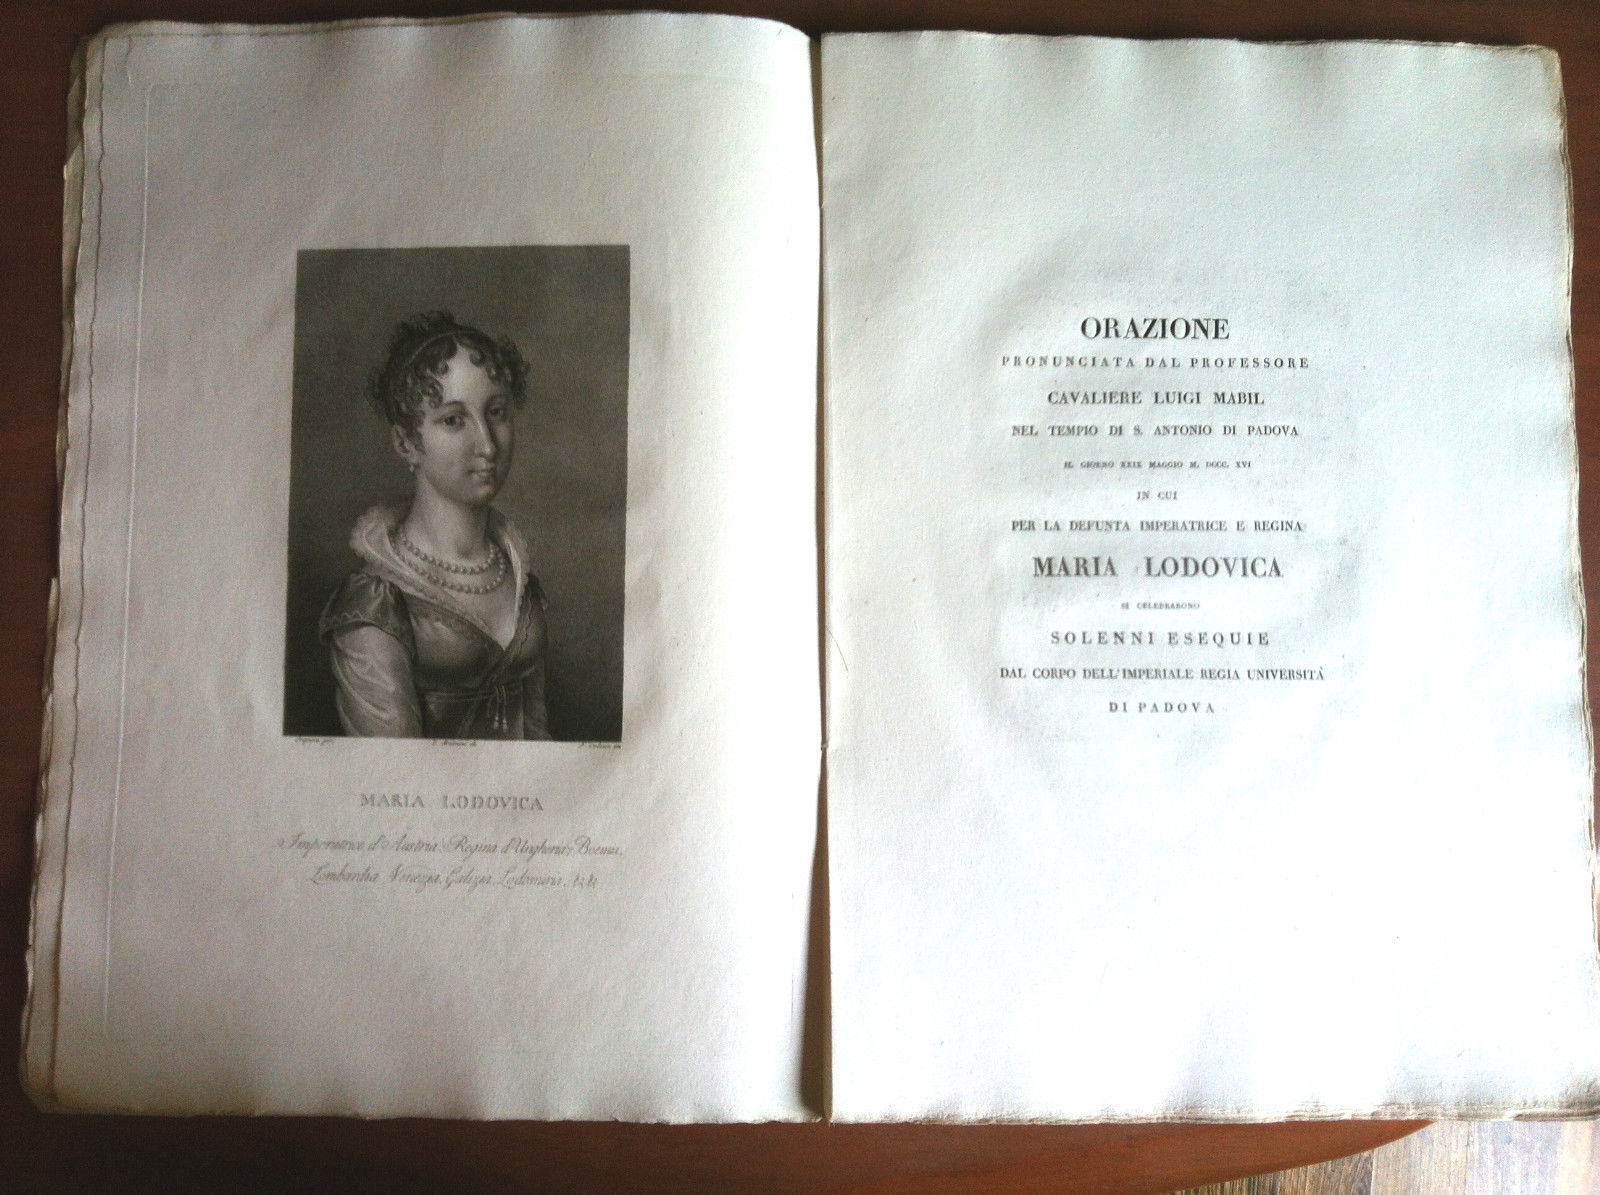 MARIA LODOVICA
Imperatrice d'Austria, Regina d'Ungheria, Boemia,
Lombardia, Venezia, Galizia, Lodomiria, &c &c
ORAZIONE
PRONUNCIATA DAL PROFESSORE
CAVALIERE LUIGI MABIL
NEL TEMPIO DI S. ANTONIO DI PADOVA
IL GIORNO XXIX MAGGIO M. DCCC. XVI
IN CUI
PER LA DEFUNTA IMPERATRICE E REGINA
MARIA LODOVICA
SI CELEBRARONO
SOLENNI ESEQUIE
DAL CORPO DELL'IMPERIALE REGIA UNIVERSITÀ
DI PADOVA